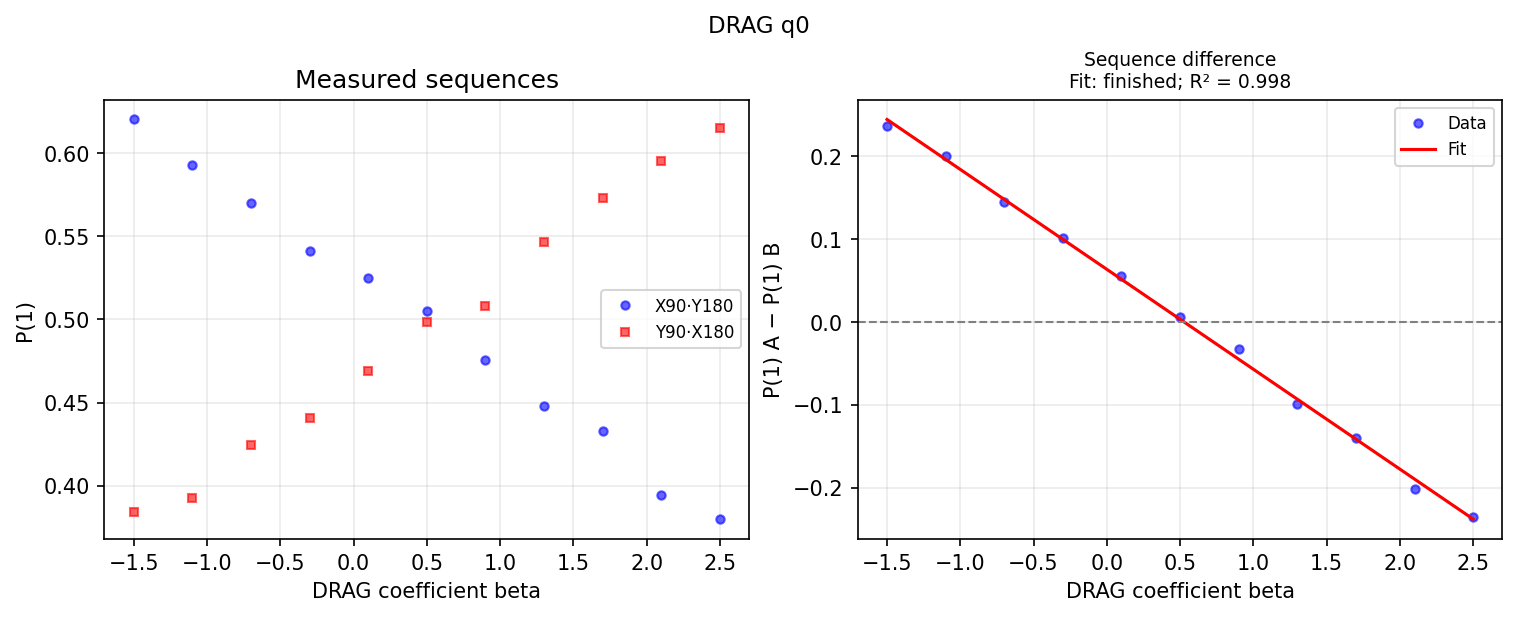 DRAG q0
Measured sequences
P(1)
0.60
0.55
0.50
0.45
0.40
X90·Y180
Y90·X180
−1.5 −1.0 −0.5 0.0 0.5 1.0 1.5 2.0 2.5
DRAG coefficient beta
Sequence difference
Fit: finished; R² = 0.998
P(1) A − P(1) B
0.2
0.1
0.0
−0.1
−0.2
Data
Fit
−1.5 −1.0 −0.5 0.0 0.5 1.0 1.5 2.0 2.5
DRAG coefficient beta